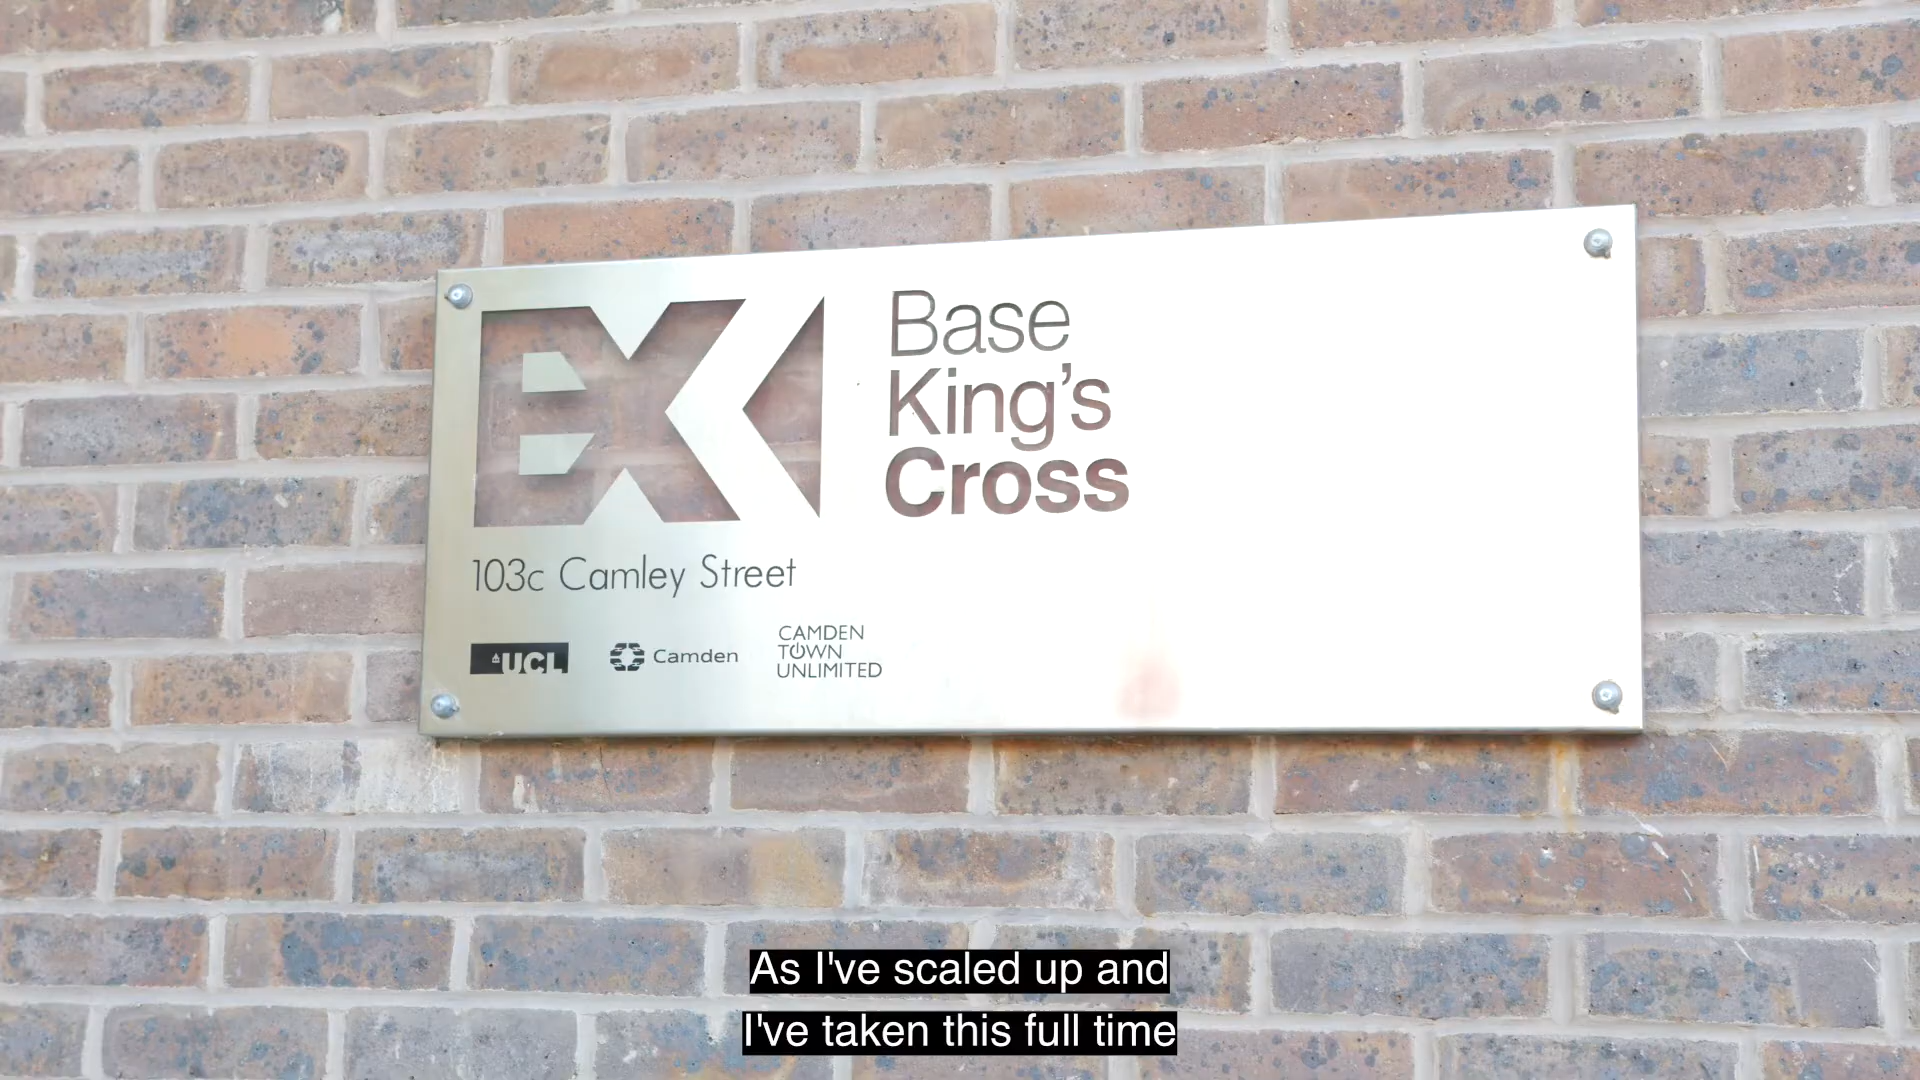 BK
Base
King's
Cross
103c Camley Street
UCL
Camden
CAMDEN
TOWN
UNLIMITED
As I've scaled up and
I've taken this full time